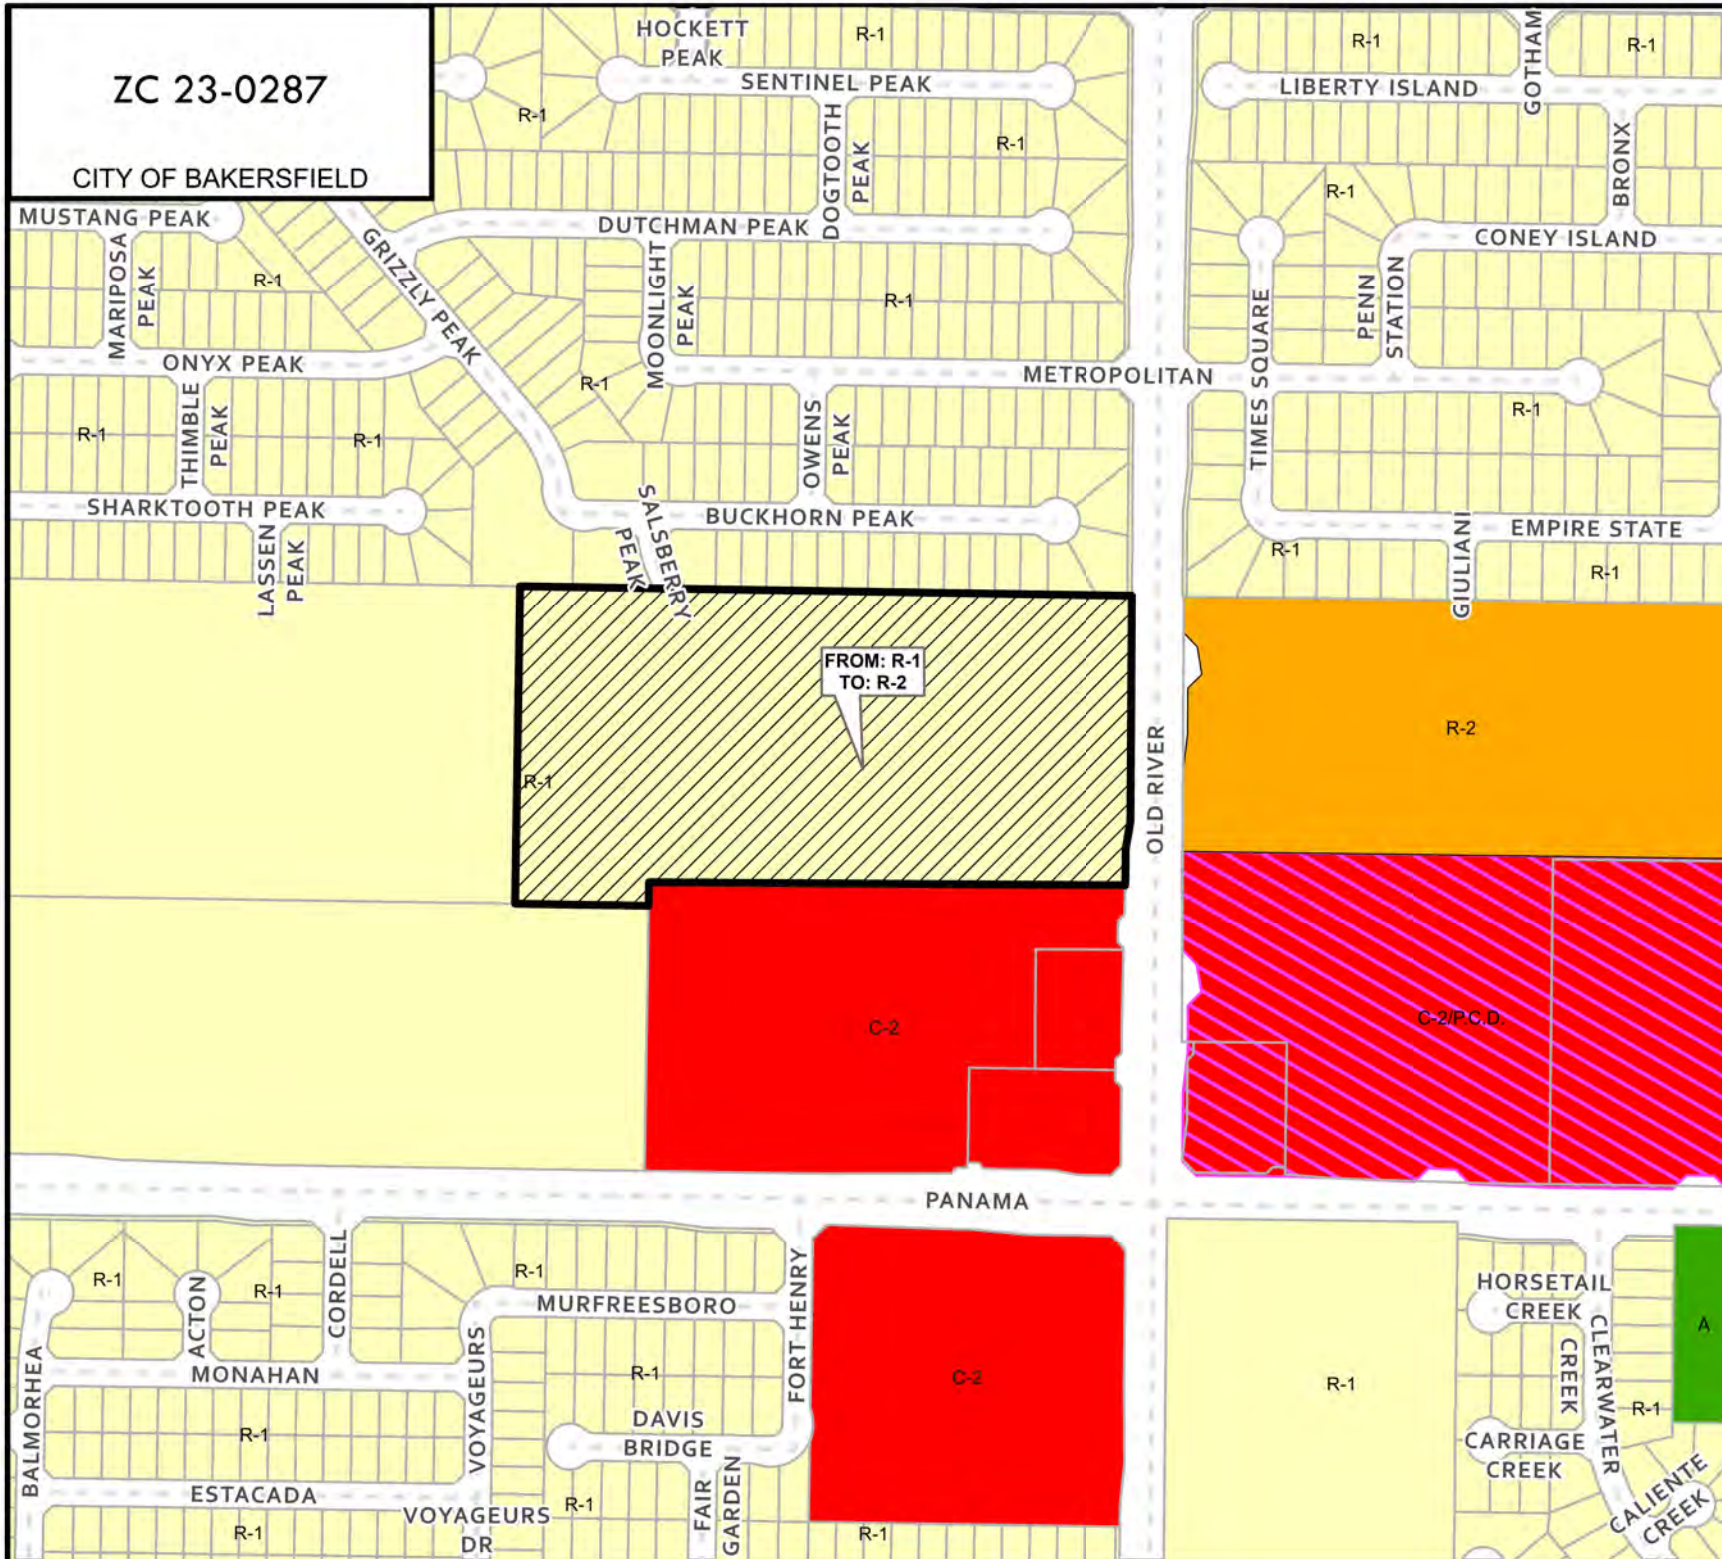 ZC 23-0287
CITY OF BAKERSFIELD
HOCKETT
PEAK
R-1
SENTINEL PEAK
R-1
DOGTOOTH
PEAK
R-1
R-1
R-1
LIBERTY ISLAND
GOTHAM
BRONX
R-1
MUSTANG PEAK
MARIPOSA
PEAK
R-1
GRIZZLY PEAK
DUTCHMAN PEAK
MOONLIGHT
PEAK
R-1
TIMES SQUARE
PENN
STATION
CONEY ISLAND
ONYX PEAK
THIMBLE
PEAK
R-1
R-1
R-1
METROPOLITAN
OWENS
PEAK
R-1
SHARKTOOTH PEAK
LASSEN
PEAK
SALSBERRY
PEAK
BUCKHORN PEAK
EMPIRE STATE
R-1
GIULIANI
R-1
FROM: R-1
TO: R-2
R-1
OLD RIVER
R-2
C-2
C-2/P.C.D.
PANAMA
R-1
ACTON
R-1
CORDELL
R-1
MURFREESBORO
FORT HENRY
BALMORHEA
MONAHAN
VOYAGEURS
R-1
R-1
DAVIS
BRIDGE
ESTACADA
R-1
VOYAGEURS
DR
R-1
FAIR
GARDEN
R-1
C-2
R-1
HORSETAIL
CREEK
CLEARWATER
CREEK
R-1
A
CARRIAGE
CREEK
CALIENTE
CREEK